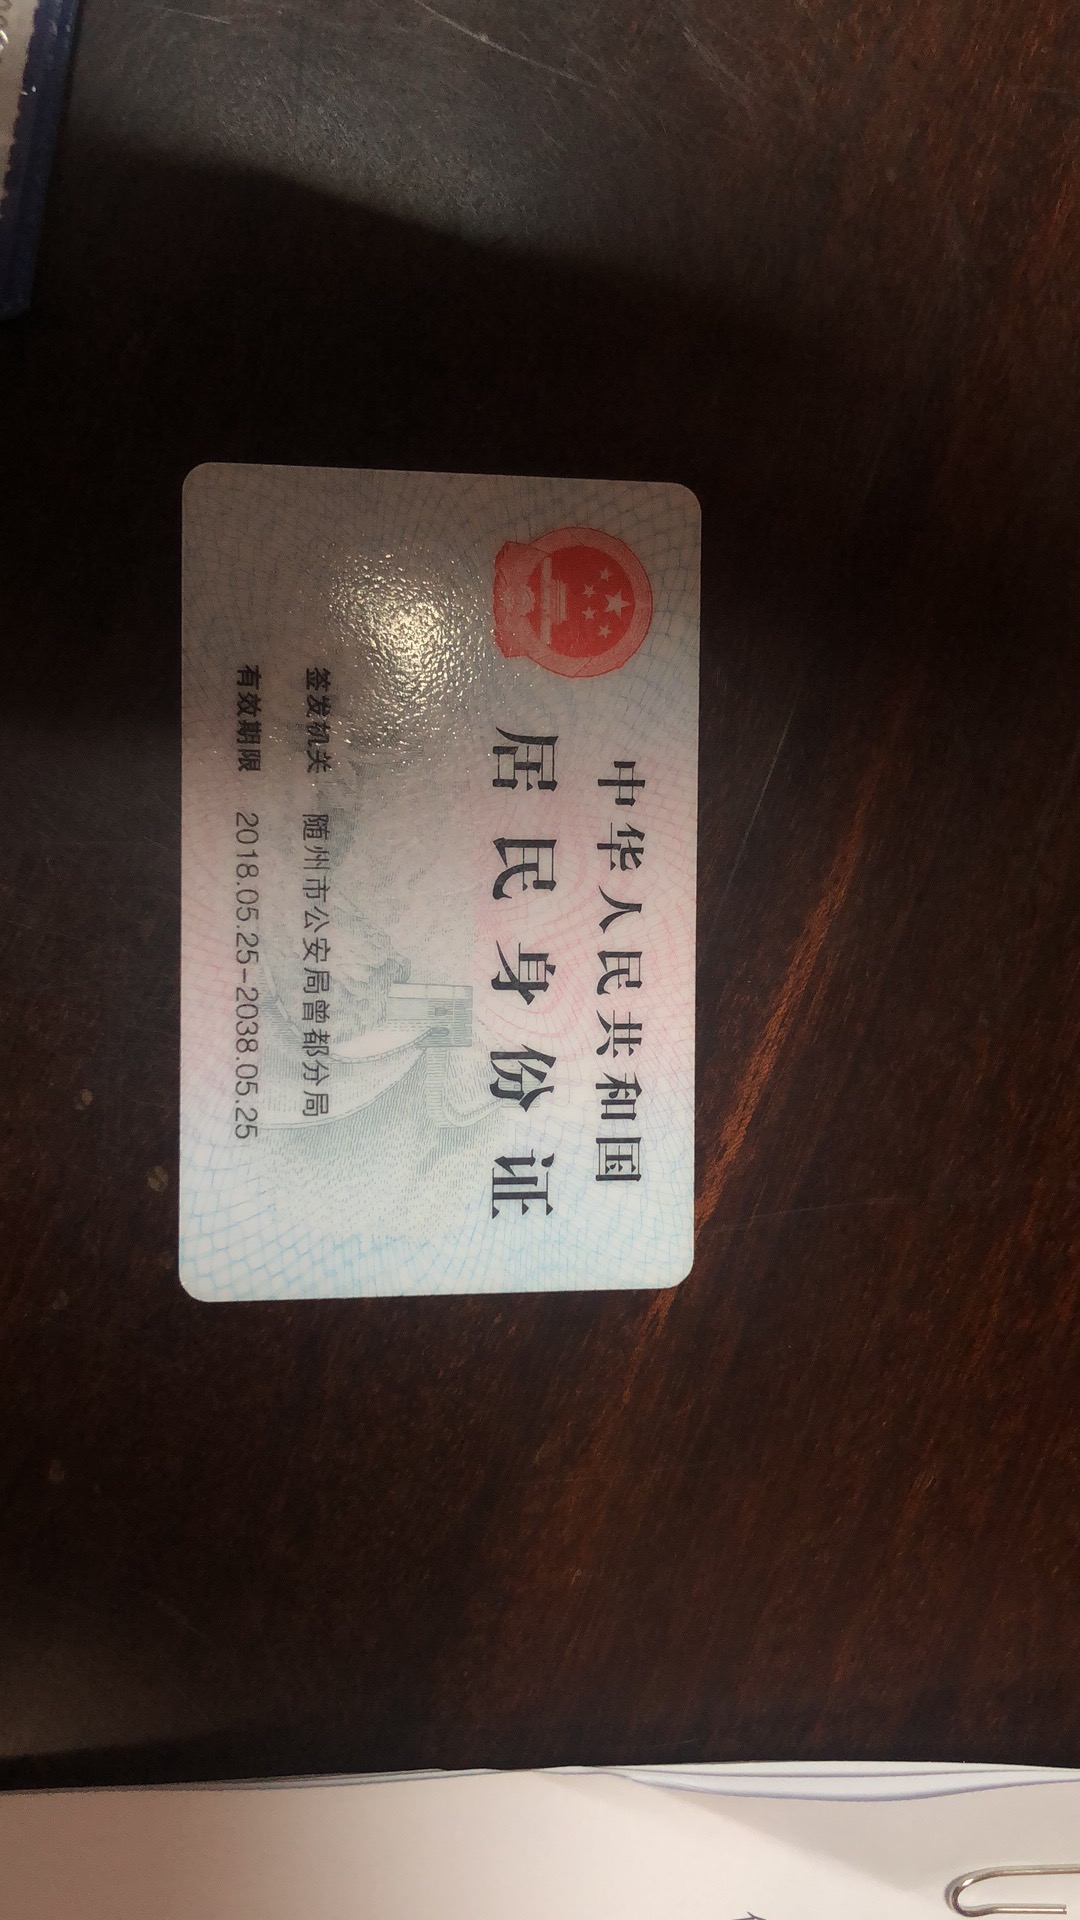 中华人民共和国
居民身份证
签发机关 随州市公安局曾都分局
有效期限 2018.05.25-2038.05.25